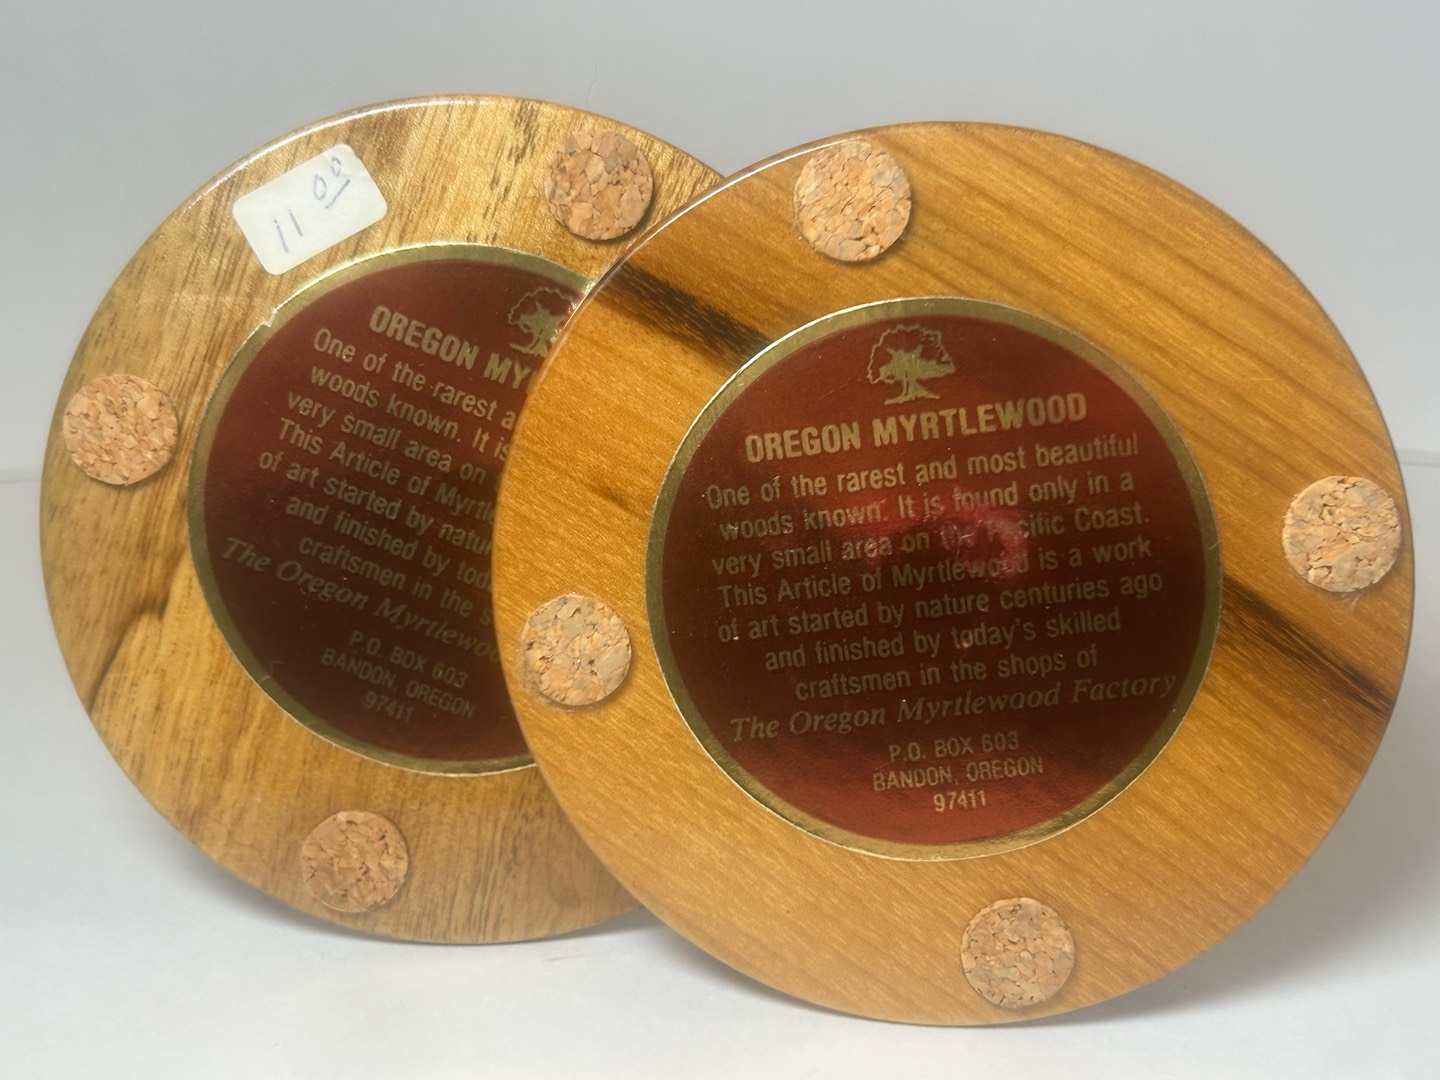 11 00
OREGON MY
One of the rarest a
woods known. It is
very small area on
This Article of Myrtl
of art started by natu
and finished by tod
craftsmen in the s
The Oregon Myrtlewoo
P.O. BOX 603
BANDON, OREGON
97411
OREGON MYRTLEWOOD
One of the rarest and most beautiful
woods known. It is found only in a
very small area on the Pacific Coast.
This Article of Myrtlewood is a work
of art started by nature centuries ago
and finished by today's skilled
craftsmen in the shops of
The Oregon Myrtlewood Factory
P.O. BOX 603
BANDON, OREGON
97411